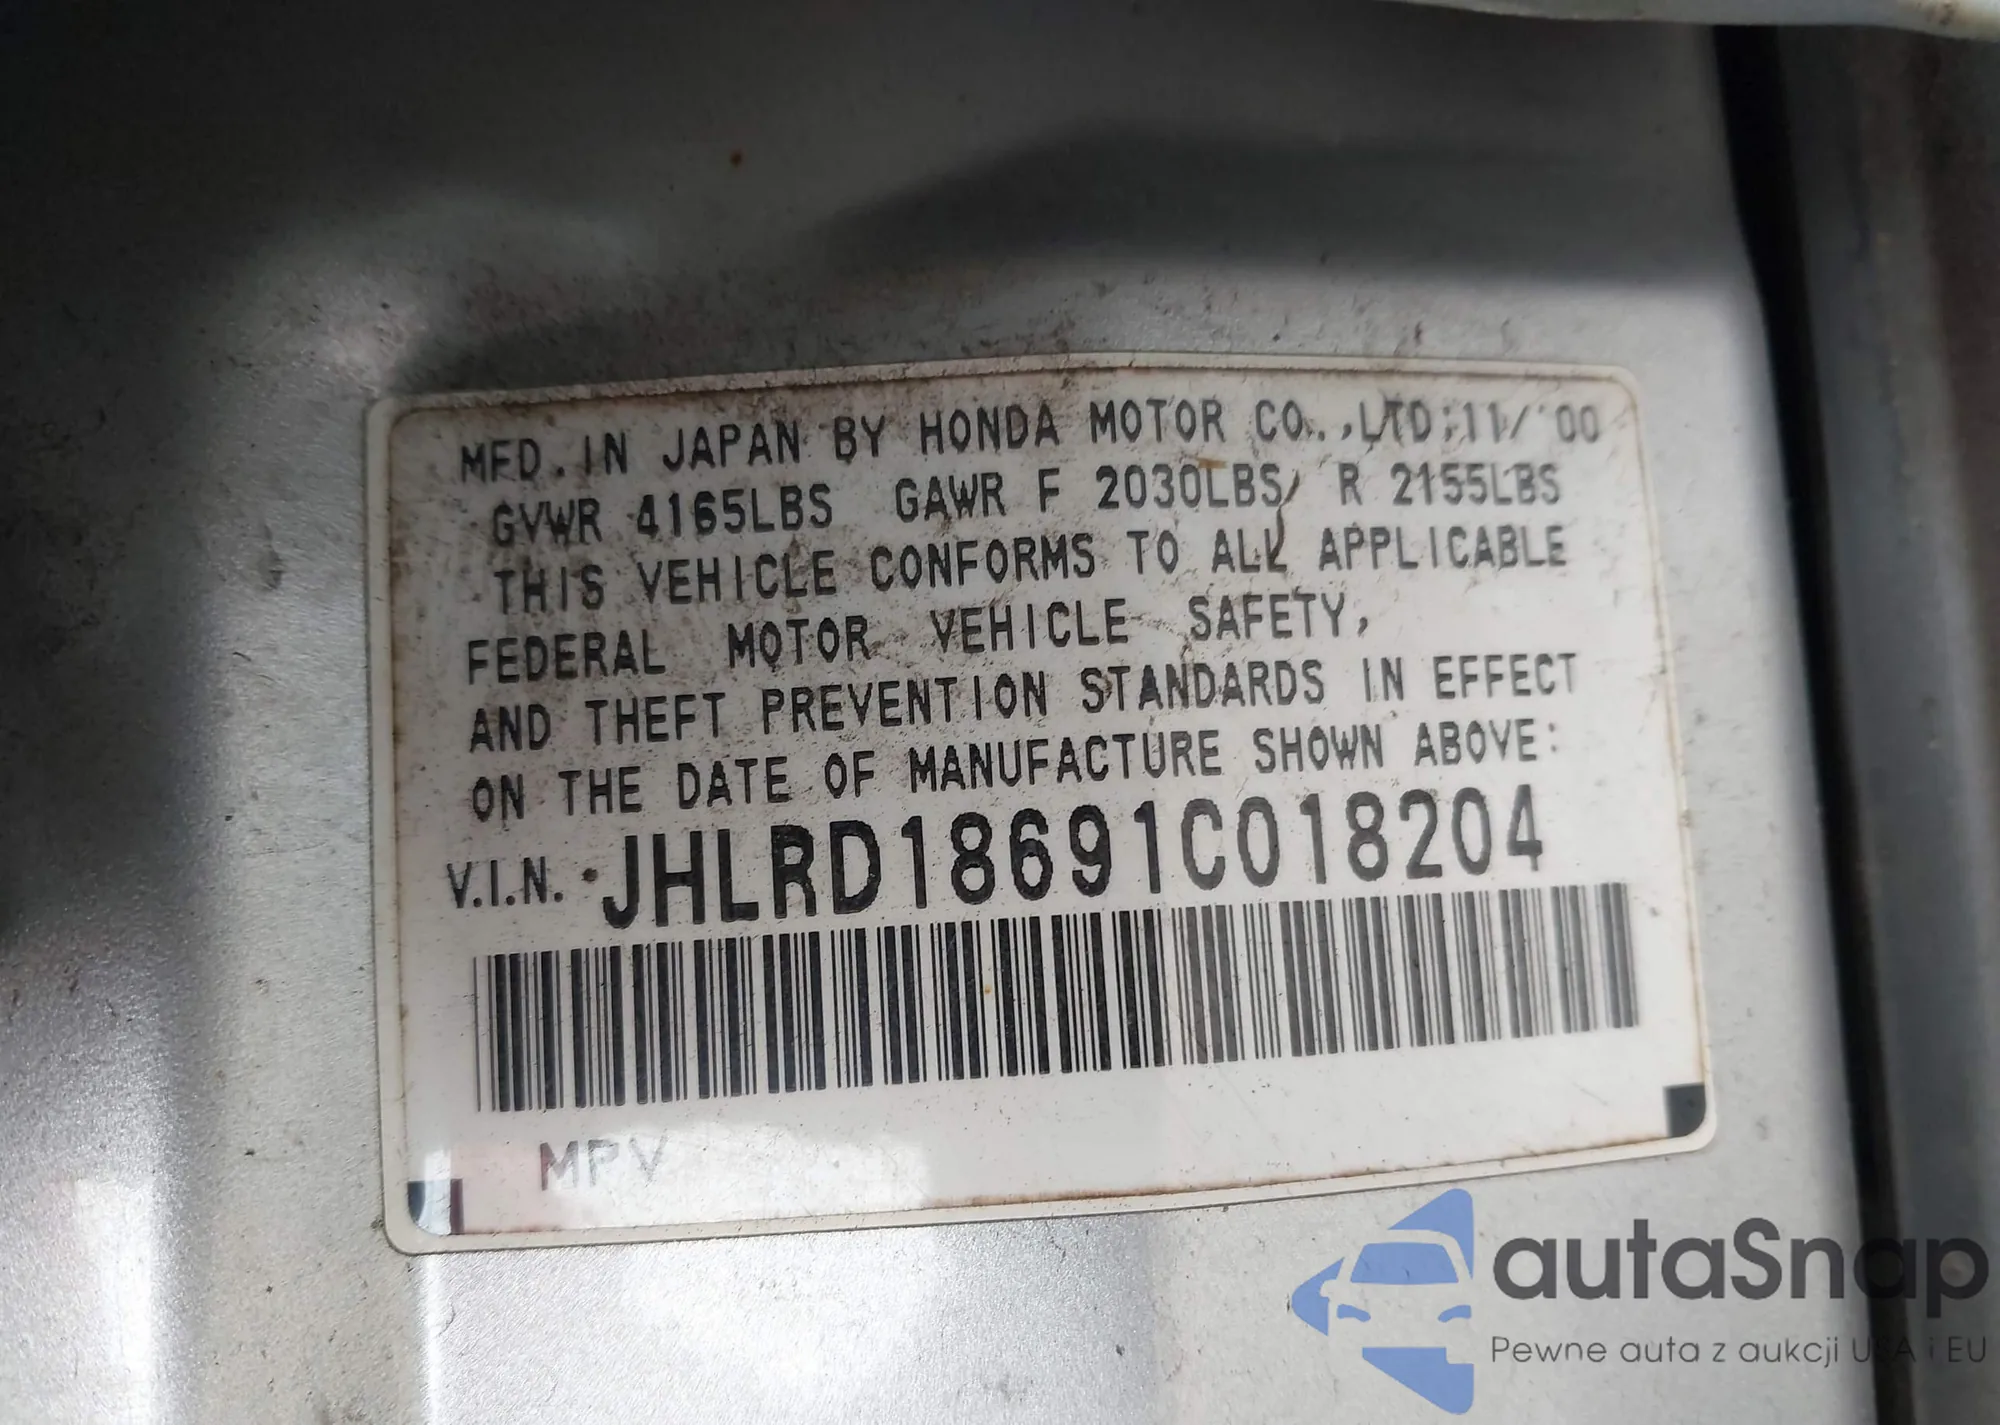 MFD. IN JAPAN BY HONDA MOTOR CO., LTD; 11/'00
GVWR 4165LBS GAWR F 2030LBS R 2155LBS
THIS VEHICLE CONFORMS TO ALL APPLICABLE
FEDERAL MOTOR VEHICLE SAFETY,
AND THEFT PREVENTION STANDARDS IN EFFECT
ON THE DATE OF MANUFACTURE SHOWN ABOVE:
V.I.N. JHLRD18691C018204
MPV
autaSnap
Pewne auta z aukcji USA i EU